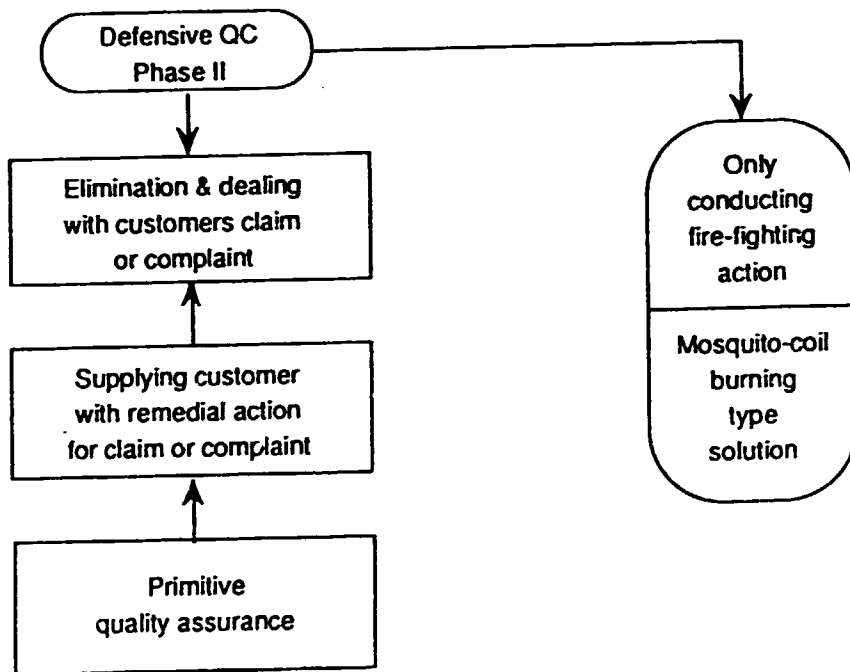 Defensive QC
Phase II
Elimination & dealing
with customers claim
or complaint
Supplying customer
with remedial action
for claim or complaint
Primitive
quality assurance
Only
conducting
fire-fighting
action
Mosquito-coil
burning
type
solution